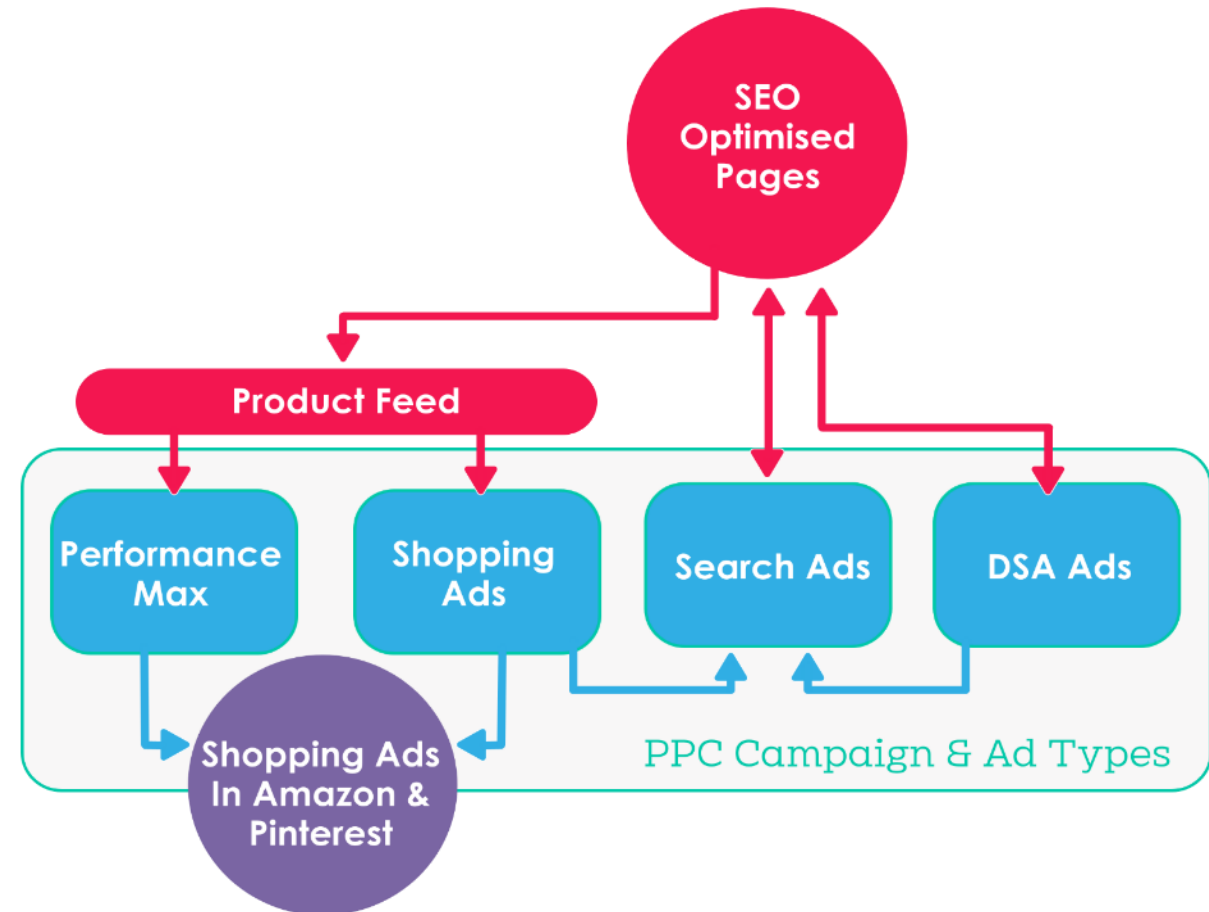 SEO
Optimised
Pages
Product Feed
Performance
Max
Shopping
Ads
Search Ads
DSA Ads
Shopping Ads
In Amazon &
Pinterest
PPC Campaign & Ad Types